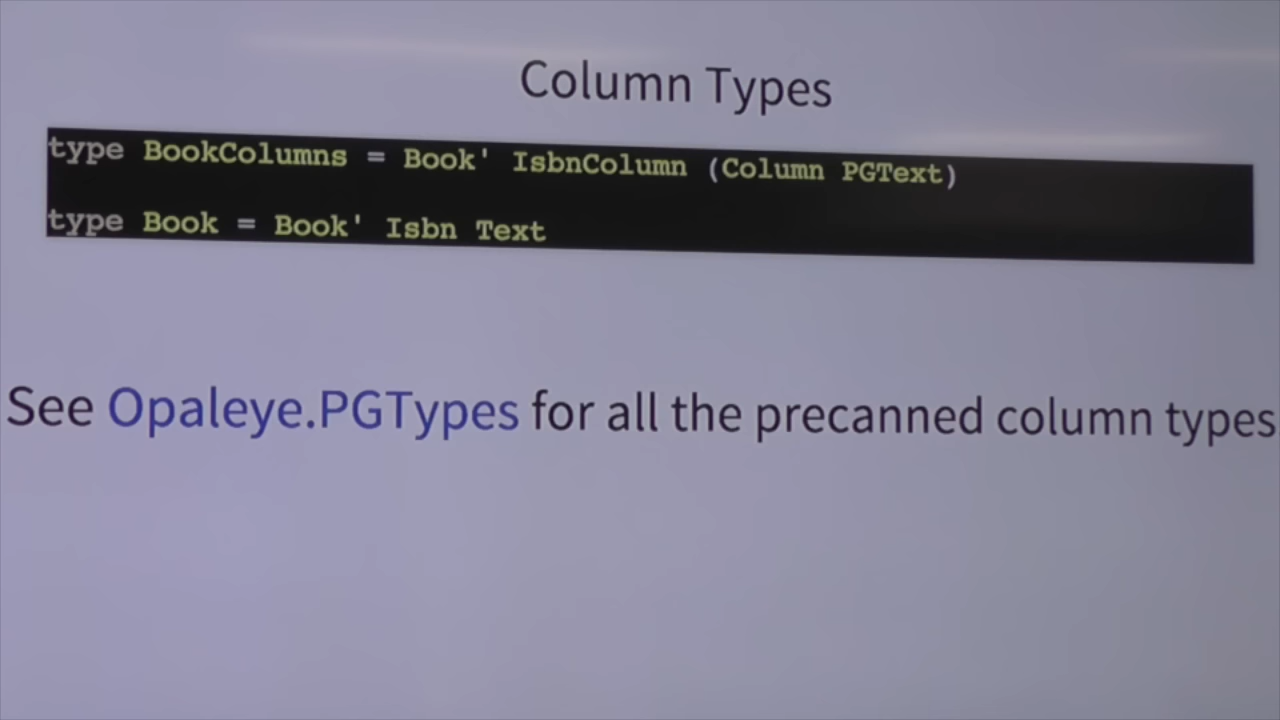 Column Types
type BookColumns = Book' IsbnColumn (Column PGText)
type Book = Book' Isbn Text
See Opaleye.PGTypes for all the precanned column types